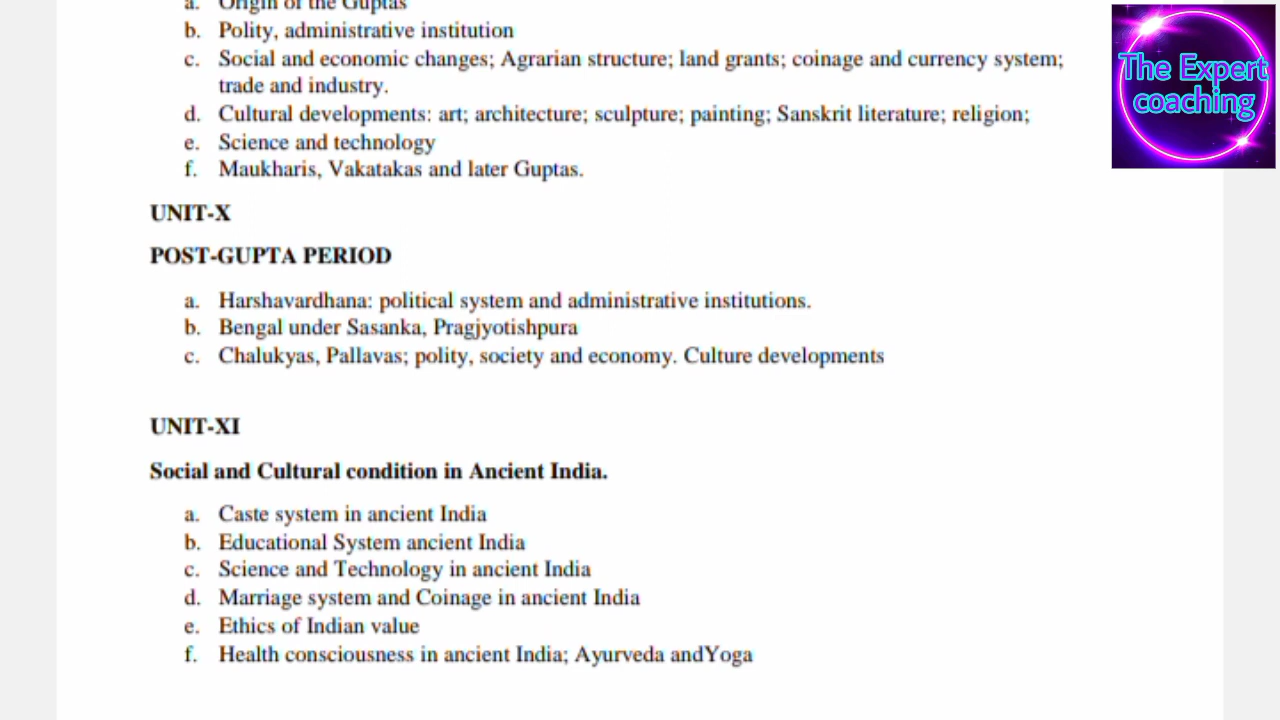 a. Origin of the Guptas
b. Polity, administrative institution
c. Social and economic changes; Agrarian structure; land grants; coinage and currency system;
trade and industry.
d. Cultural developments: art; architecture; sculpture; painting; Sanskrit literature; religion;
e. Science and technology
f. Maukharis, Vakatakas and later Guptas.
UNIT-X
POST-GUPTA PERIOD
a. Harshavardhana: political system and administrative institutions.
b. Bengal under Sasanka, Pragjyotishpura
c. Chalukyas, Pallavas; polity, society and economy. Culture developments
UNIT-XI
Social and Cultural condition in Ancient India.
a. Caste system in ancient India
b. Educational System ancient India
c. Science and Technology in ancient India
d. Marriage system and Coinage in ancient India
e. Ethics of Indian value
f. Health consciousness in ancient India; Ayurveda andYoga
The Expert
coaching